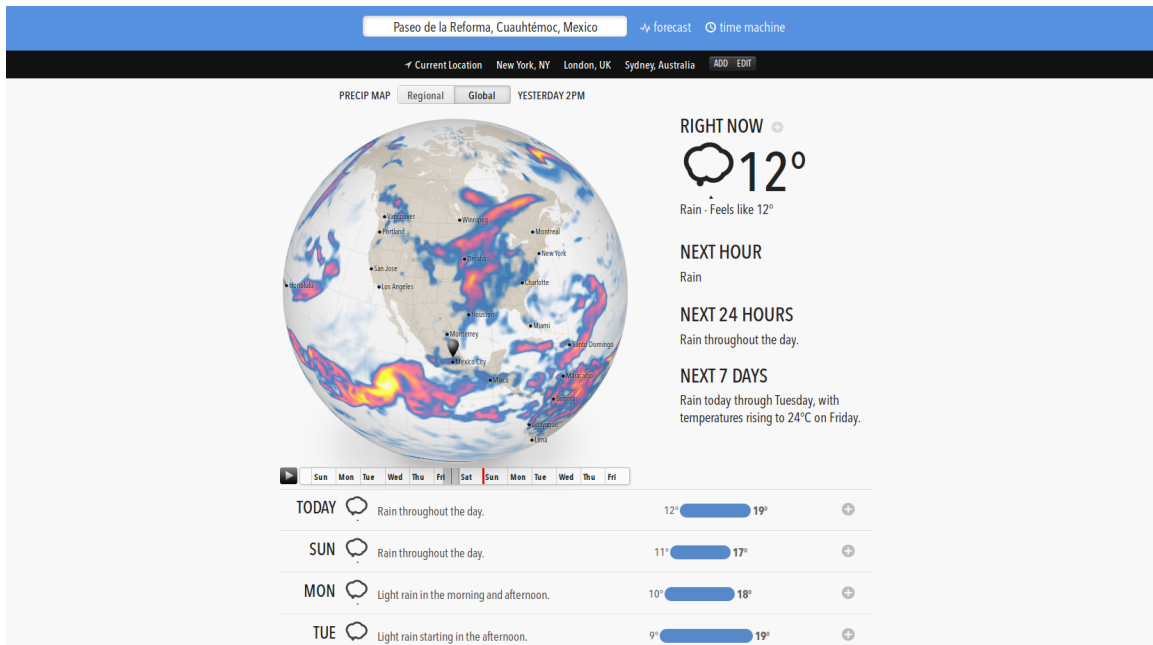 Paseo de la Reforma, Cuauhtémoc, Mexico
forecast
time machine
Current Location New York, NY London, UK Sydney, Australia ADD EDIT
PRECIP MAP Regional Global YESTERDAY 2PM
RIGHT NOW
12°
Rain · Feels like 12°
NEXT HOUR
Rain
NEXT 24 HOURS
Rain throughout the day.
NEXT 7 DAYS
Rain today through Tuesday, with
temperatures rising to 24°C on Friday.
Vancouver
Winnipeg
Portland
Montreal
New York
Omaha
San Jose
Charlotte
Honolulu
Los Angeles
Houston
Miami
Monterrey
Santo Domingo
Mexico City
Maracaibo
Mixco
Bogota
Guayaquil
Lima
Sun Mon Tue Wed Thu Fri Sat Sun Mon Tue Wed Thu Fri
TODAY Rain throughout the day. 12° 19°
SUN Rain throughout the day. 11° 17°
MON Light rain in the morning and afternoon. 10° 18°
TUE Light rain starting in the afternoon. 9° 19°